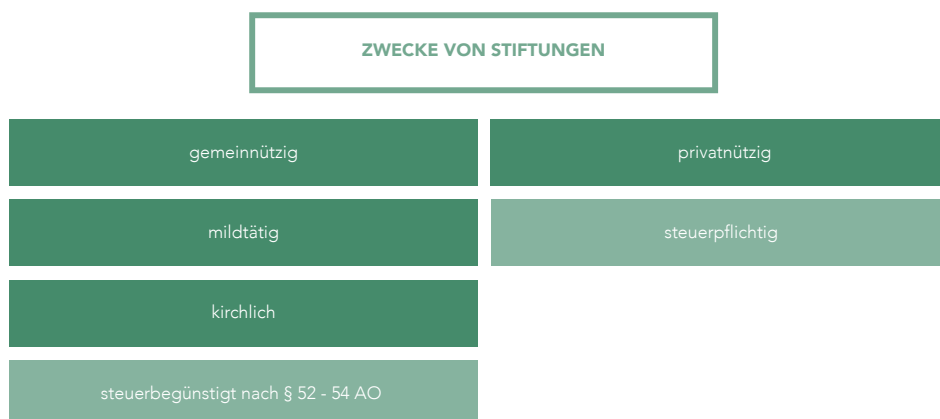 ZWECKE VON STIFTUNGEN
gemeinnützig
privatnützig
mildtätig
steuerpflichtig
kirchlich
steuerbegünstigt nach § 52 - 54 AO